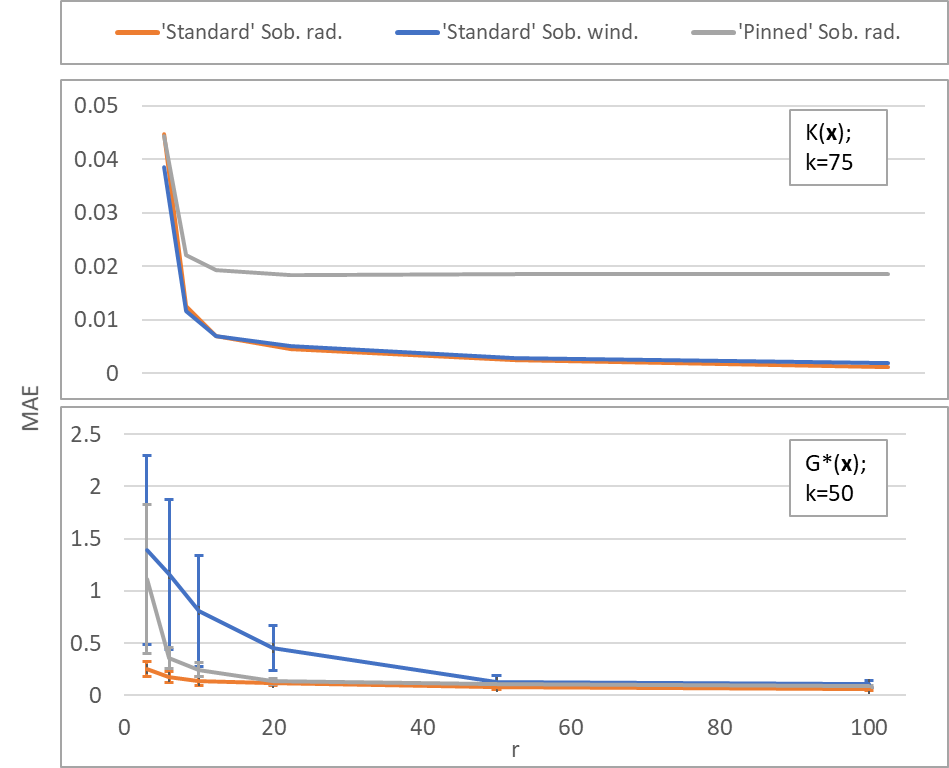 'Standard' Sob. rad. 'Standard' Sob. wind. 'Pinned' Sob. rad.
0.05
0.04
0.03
0.02
0.01
0
K(x);
k=75
MAE
2.5
2
1.5
1
0.5
0
G*(x);
k=50
0 20 40 60 80 100
r